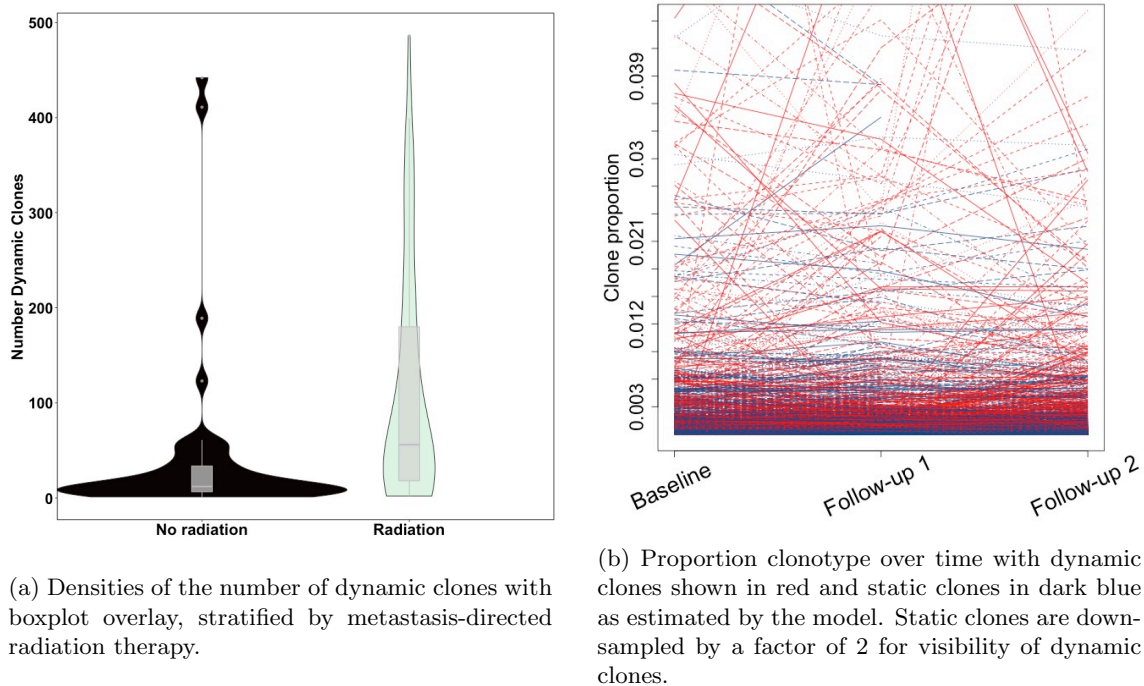 500
400
300
200
100
0
Number Dynamic Clones
No radiation
Radiation
0.039
0.03
0.021
0.012
0.003
Clone proportion
Baseline
Follow-up 1
Follow-up 2
(a) Densities of the number of dynamic clones with
boxplot overlay, stratified by metastasis-directed
radiation therapy.
(b) Proportion clonotype over time with dynamic
clones shown in red and static clones in dark blue
as estimated by the model. Static clones are down-
sampled by a factor of 2 for visibility of dynamic
clones.